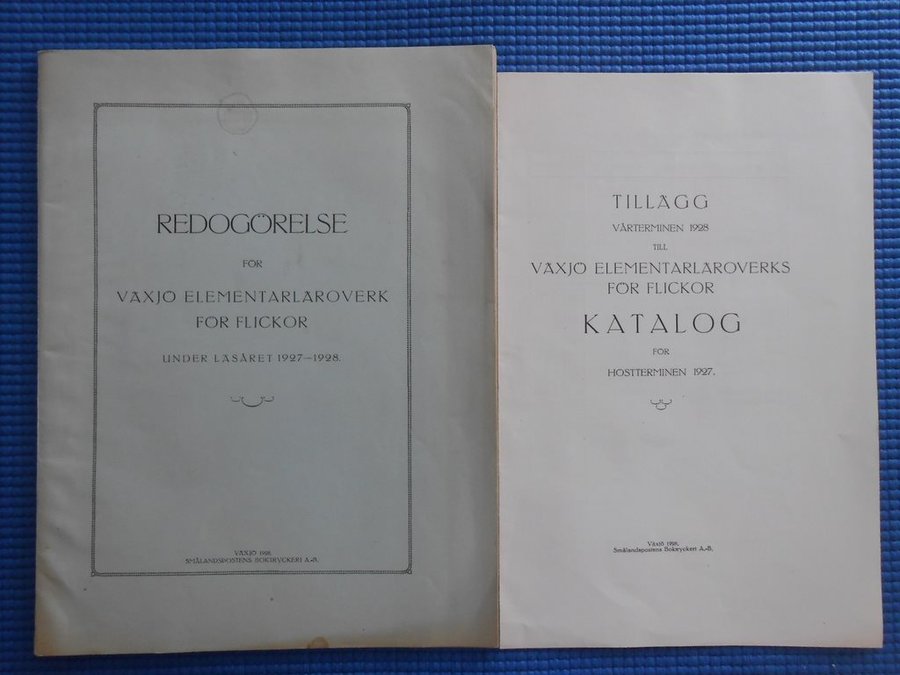 REDOGÖRELSE
FÖR
VÄXJÖ ELEMENTARLÄROVERK
FÖR FLICKOR
UNDER LÄSÅRET 1927—1928.
VÄXJÖ 1928.
SMÅLANDSPOSTENS BOKTRYCKERI A.-B.
TILLÄGG
VÅRTERMINEN 1928
TILL
VÄXJÖ ELEMENTARLÄROVERKS
FÖR FLICKOR
KATALOG
FÖR
HÖSTTERMINEN 1927.
Växjö 1928.
Smålandspostens Boktryckeri A.-B.